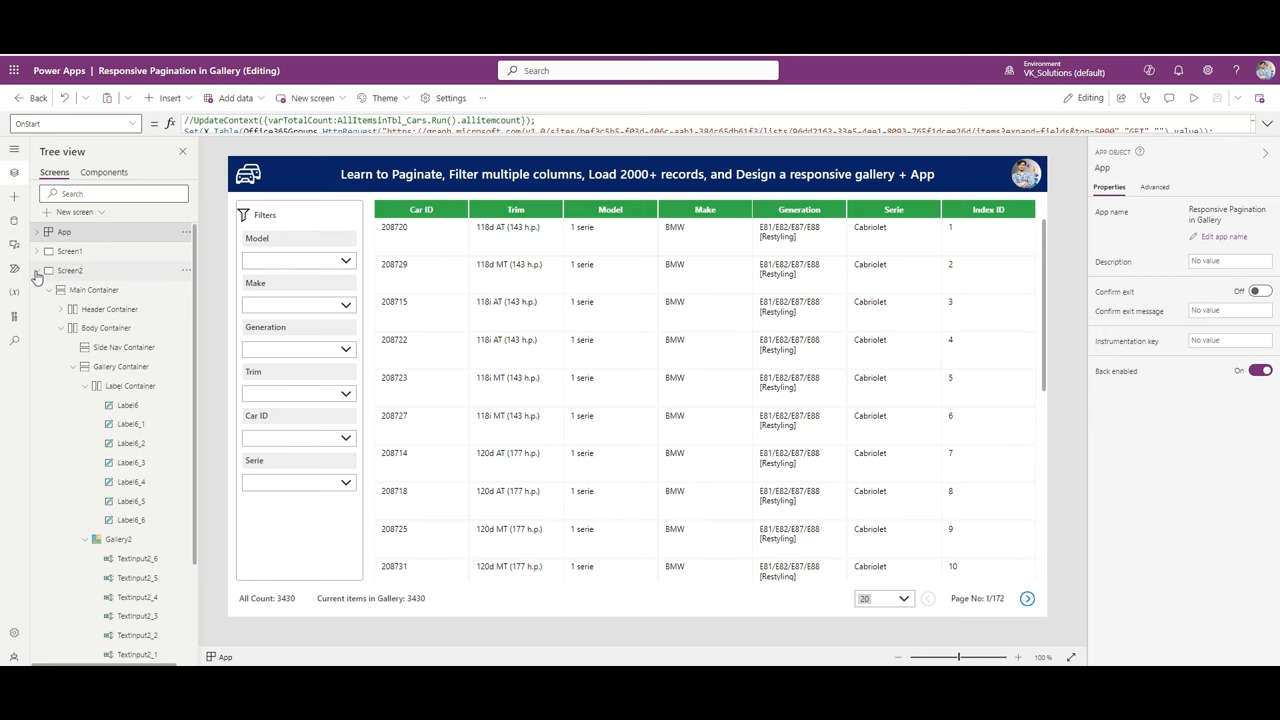 Power Apps | Responsive Pagination in Gallery (Editing)
Search
Environment
VK_Solutions (default)
Back
Insert
Add data
New screen
Theme
Settings
Editing
OnStart
= fx
//UpdateContext({varTotalCount:AllItemsinTbl_Cars.Run().allitemcount});
Tree view
Screens
Components
Search
New screen
App
Screen1
Screen2
Main Container
Header Container
Body Container
Side Nav Container
Gallery Container
Label Container
Label6
Label6_1
Label6_2
Label6_3
Label6_4
Label6_5
Label6_6
Gallery2
TextInput2_6
TextInput2_5
TextInput2_4
TextInput2_3
TextInput2_2
TextInput2_1
Learn to Paginate, Filter multiple columns, Load 2000+ records, and Design a responsive gallery + App
Filters
Model
Make
Generation
Trim
Car ID
Serie
Car ID Trim Model Make Generation Serie Index ID
208720 118d AT (143 h.p.) 1 serie BMW E81/E82/E87/E88 Cabriolet 1
[Restyling]
208729 118d MT (143 h.p.) 1 serie BMW E81/E82/E87/E88 Cabriolet 2
[Restyling]
208715 118i AT (143 h.p.) 1 serie BMW E81/E82/E87/E88 Cabriolet 3
[Restyling]
208722 118i AT (143 h.p.) 1 serie BMW E81/E82/E87/E88 Cabriolet 4
[Restyling]
208723 118i MT (143 h.p.) 1 serie BMW E81/E82/E87/E88 Cabriolet 5
[Restyling]
208727 118i MT (143 h.p.) 1 serie BMW E81/E82/E87/E88 Cabriolet 6
[Restyling]
208714 120d AT (177 h.p.) 1 serie BMW E81/E82/E87/E88 Cabriolet 7
[Restyling]
208718 120d AT (177 h.p.) 1 serie BMW E81/E82/E87/E88 Cabriolet 8
[Restyling]
208725 120d MT (177 h.p.) 1 serie BMW E81/E82/E87/E88 Cabriolet 9
[Restyling]
208731 120d MT (177 h.p.) 1 serie BMW E81/E82/E87/E88 Cabriolet 10
[Restyling]
All Count: 3430
Current items in Gallery: 3430
20
Page No: 1/172
App
100 %
APP OBJECT
App
Properties
Advanced
App name
Responsive Pagination
in Gallery
Edit app name
Description
No value
Confirm exit
Off
Confirm exit message
No value
Instrumentation key
No value
Back enabled
On